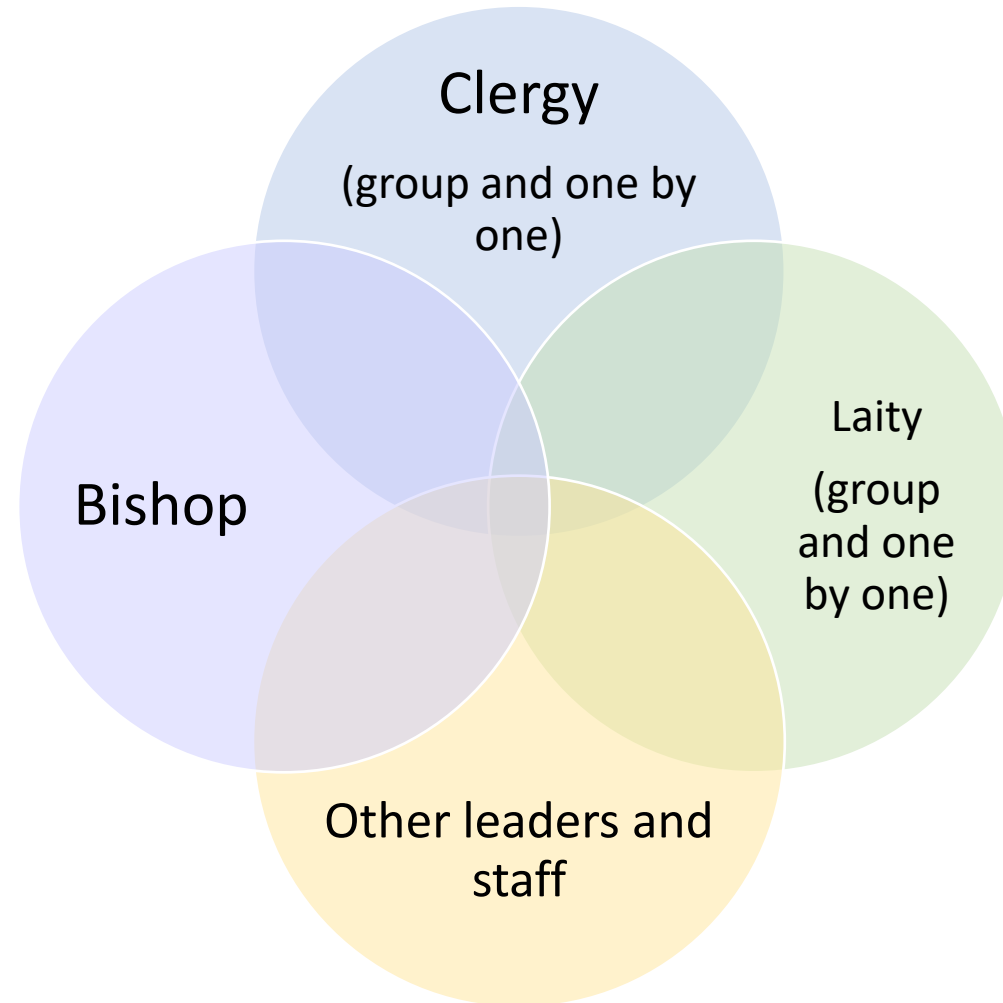 Clergy
(group and one by
one)
Laity
(group
and one
by one)
Bishop
Other leaders and
staff